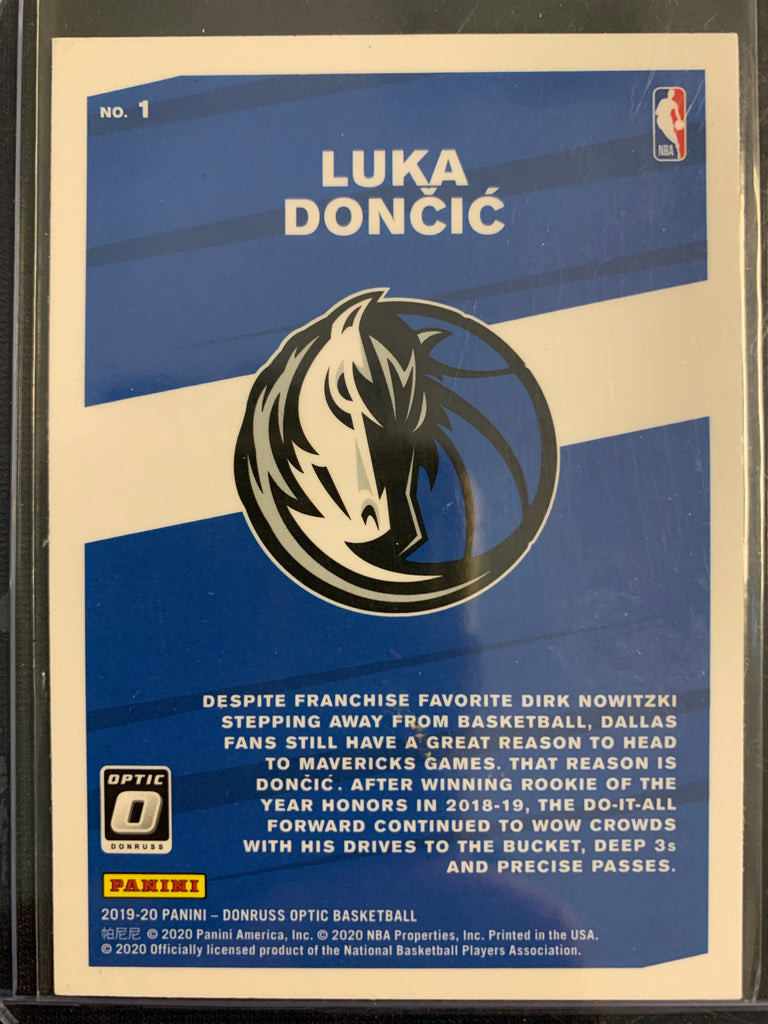 NO. 1
NBA
LUKA
DONČIĆ
DESPITE FRANCHISE FAVORITE DIRK NOWITZKI
STEPPING AWAY FROM BASKETBALL, DALLAS
FANS STILL HAVE A GREAT REASON TO HEAD
TO MAVERICKS GAMES. THAT REASON IS
DONČIĆ. AFTER WINNING ROOKIE OF THE
YEAR HONORS IN 2018-19, THE DO-IT-ALL
FORWARD CONTINUED TO WOW CROWDS
WITH HIS DRIVES TO THE BUCKET, DEEP 3s
AND PRECISE PASSES.
OPTIC
O
DONRUSS
PANINI
2019-20 PANINI – DONRUSS OPTIC BASKETBALL
帕尼尼 © 2020 Panini America, Inc. © 2020 NBA Properties, Inc. Printed in the USA.
© 2020 Officially licensed product of the National Basketball Players Association.